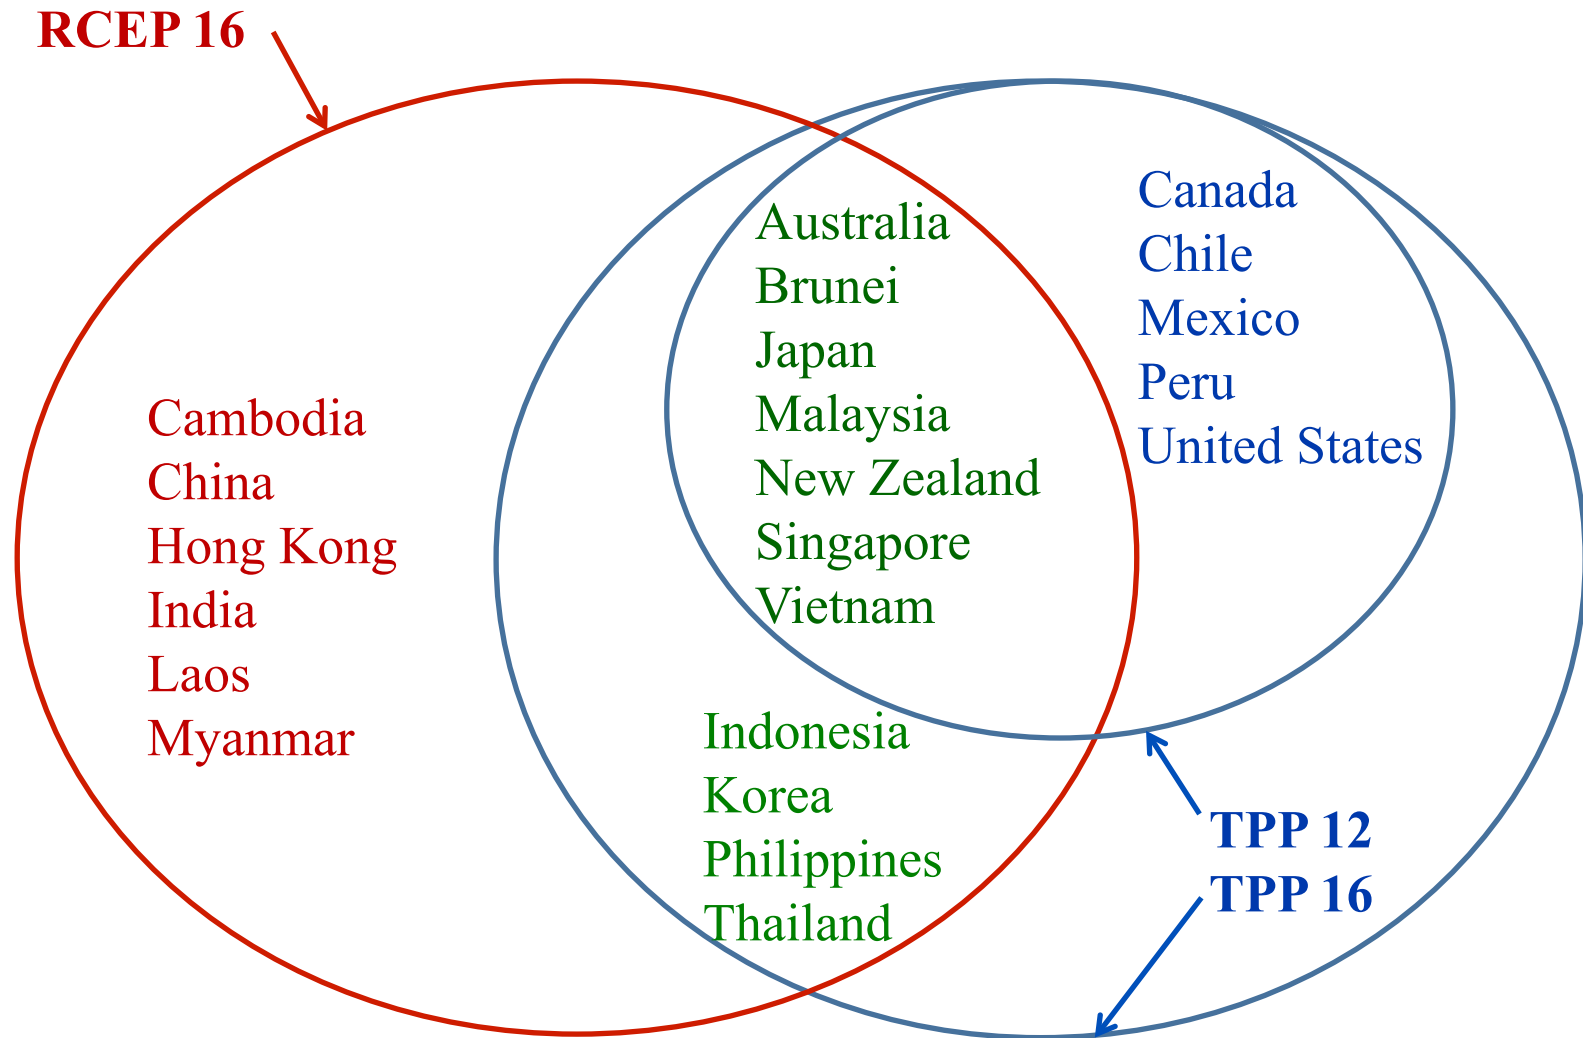 RCEP 16
Cambodia
China
Hong Kong
India
Laos
Myanmar
Australia
Brunei
Japan
Malaysia
New Zealand
Singapore
Vietnam
Indonesia
Korea
Philippines
Thailand
Canada
Chile
Mexico
Peru
United States
TPP 12
TPP 16